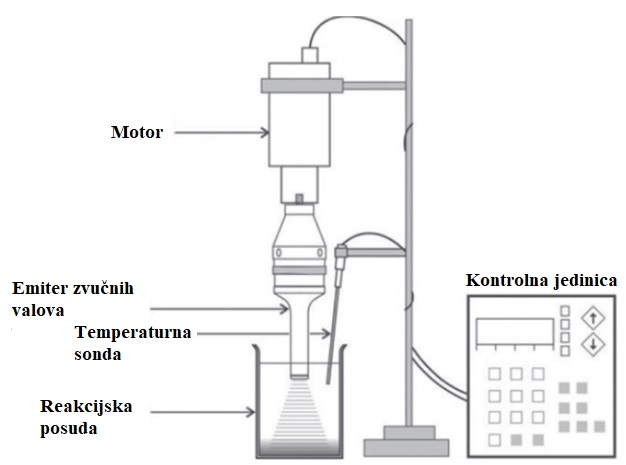 Motor
Kontrolna jedinica
Emiter zvučnih
valova
Temperaturna
sonda
Reakcijska
posuda